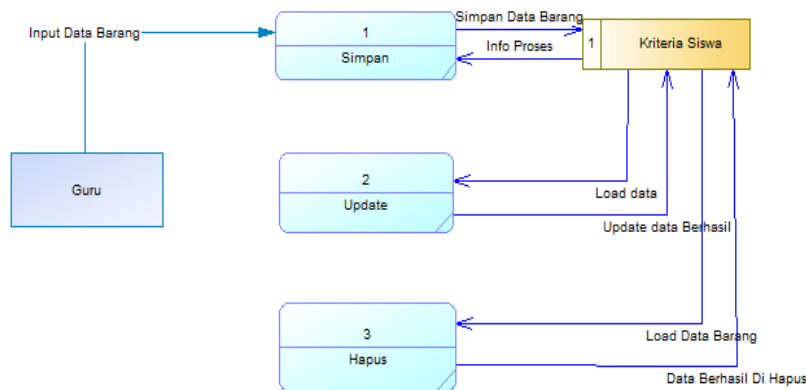 Simpan Data Barang
Input Data Barang
1
Simpan
Info Proses
1
Kriteria Siswa
Guru
2
Update
Load data
Update data Berhasil
3
Hapus
Load Data Barang
Data Berhasil Di Hapus